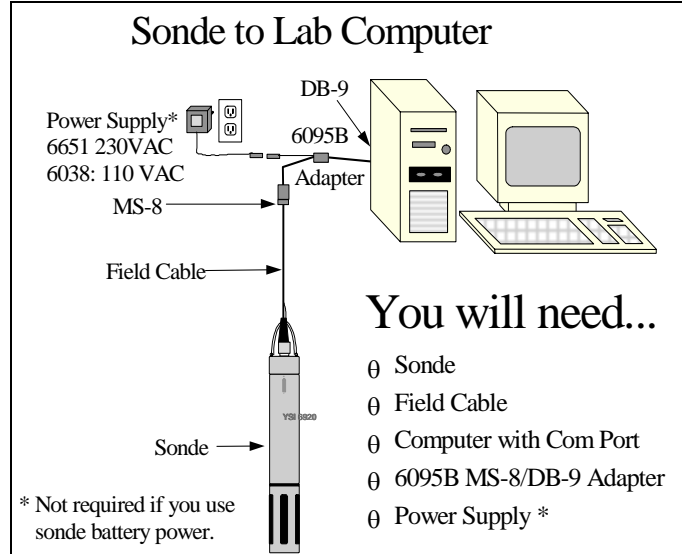 Sonde to Lab Computer
DB-9
Power Supply*
6651 230VAC
6038: 110 VAC
6095B
Adapter
MS-8
Field Cable
You will need...
θ Sonde
θ Field Cable
θ Computer with Com Port
θ 6095B MS-8/DB-9 Adapter
θ Power Supply *
YSI 6920
Sonde
* Not required if you use
sonde battery power.